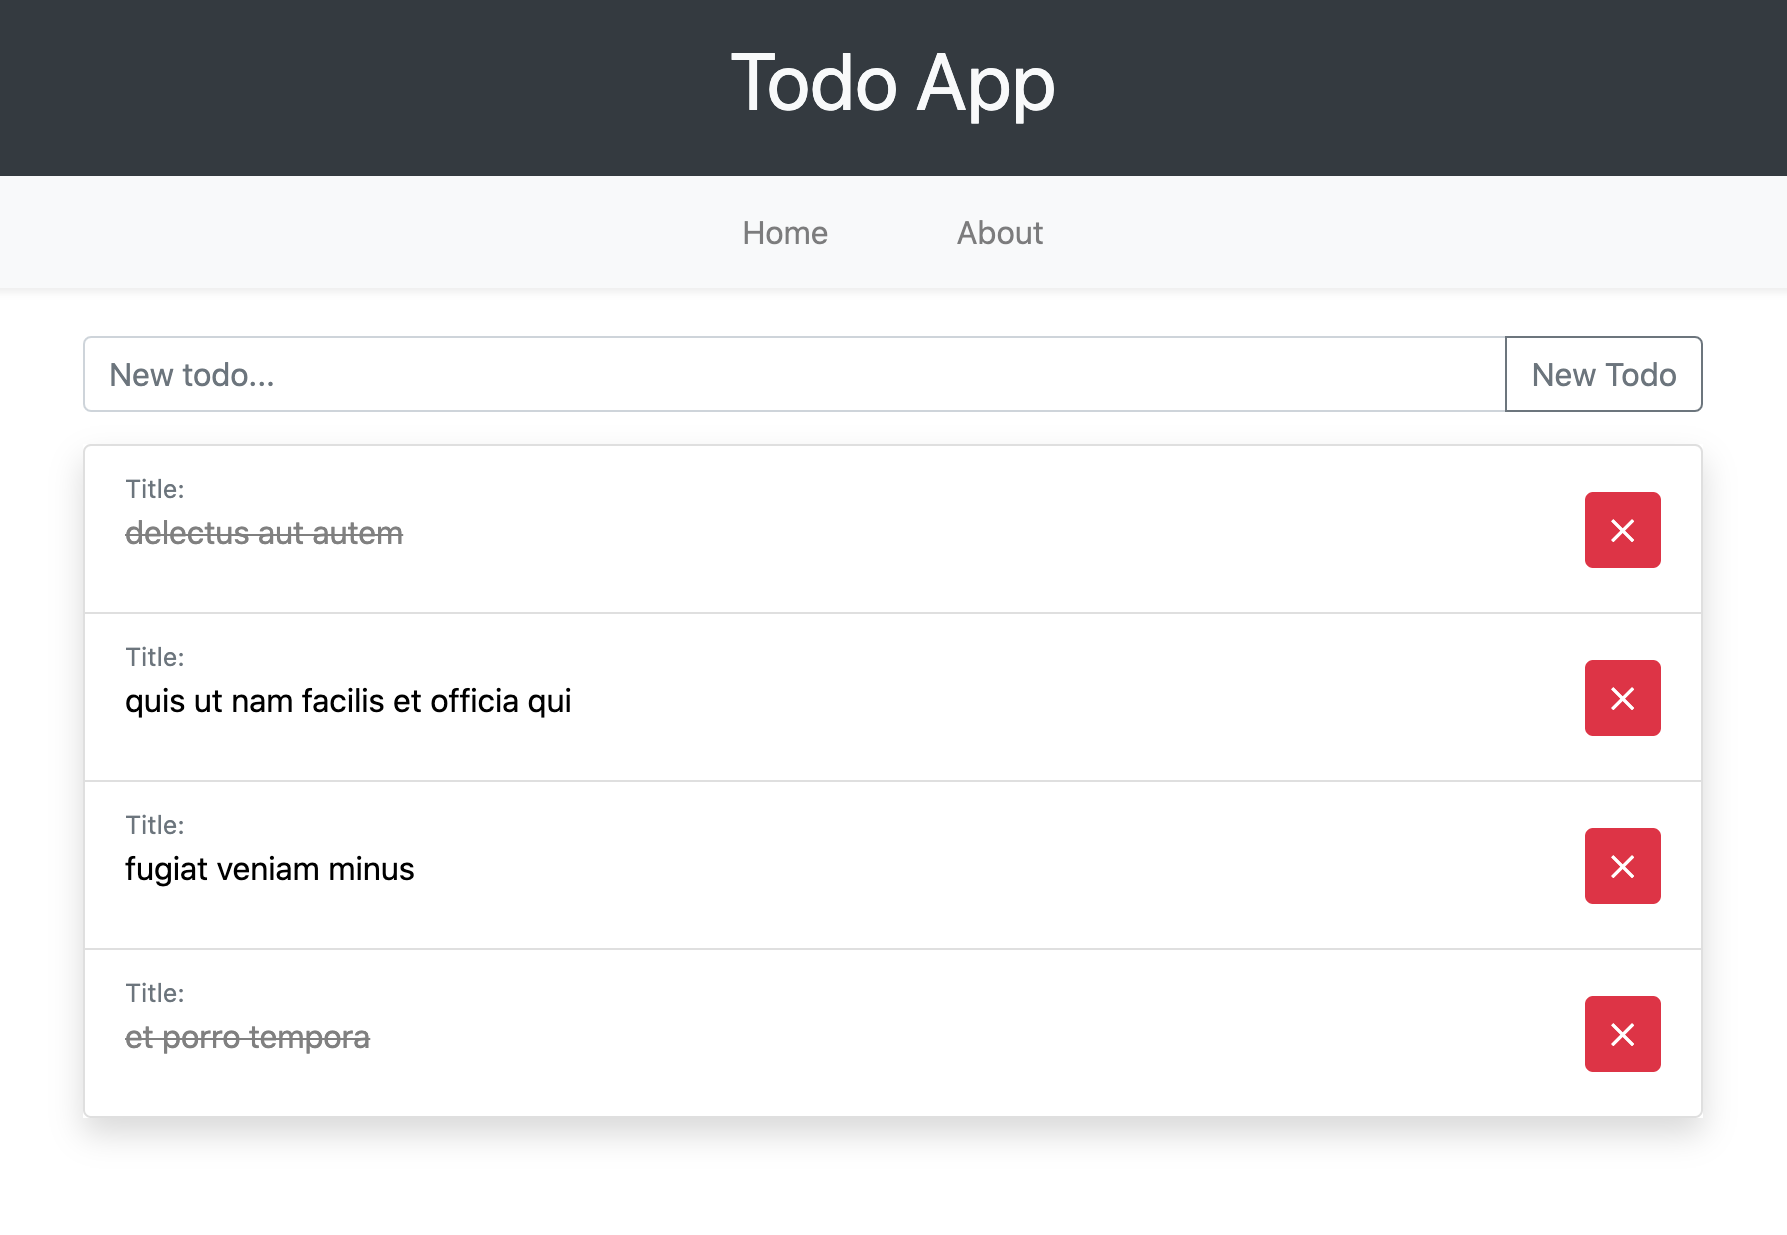 Todo App
Home About
New todo... New Todo
Title:
delectus aut autem
Title:
quis ut nam facilis et officia qui
Title:
fugiat veniam minus
Title:
et porro tempora